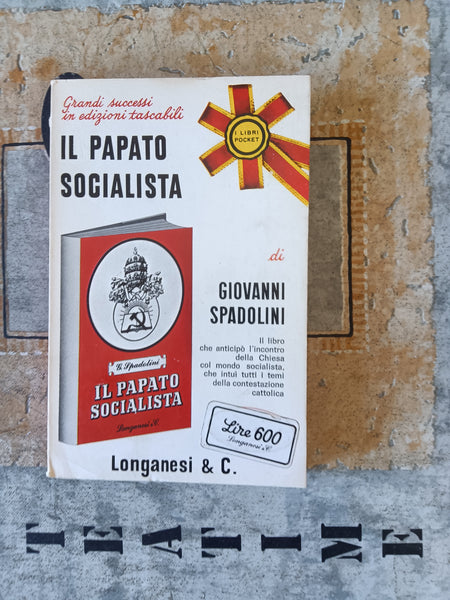 Grandi successi
in edizioni tascabili
I LIBRI
POCKET
IL PAPATO
SOCIALISTA
di
GIOVANNI
SPADOLINI
Il libro
che anticipò l'incontro
della Chiesa
col mondo socialista,
che intuì tutti i temi
della contestazione
cattolica
G. Spadolini
IL PAPATO
SOCIALISTA
Longanesi & C.
Lire 600
Longanesi & C.
Longanesi & C.
TEA TIME